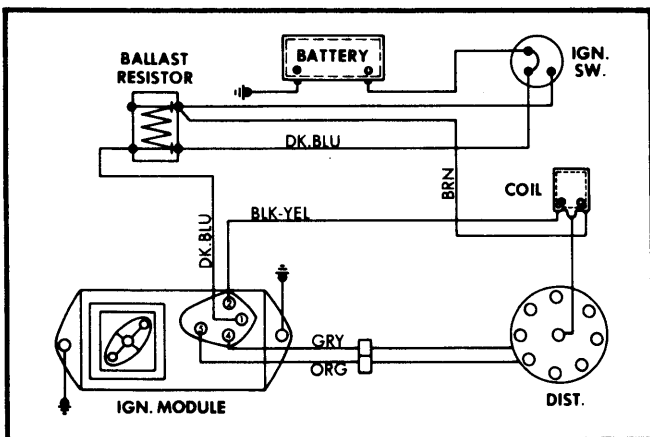 BATTERY
IGN.
SW.
BALLAST
RESISTOR
DK.BLU
BRN
COIL
BLK-YEL
DK.BLU
2
1
3
4
GRY
ORG
IGN. MODULE
DIST.